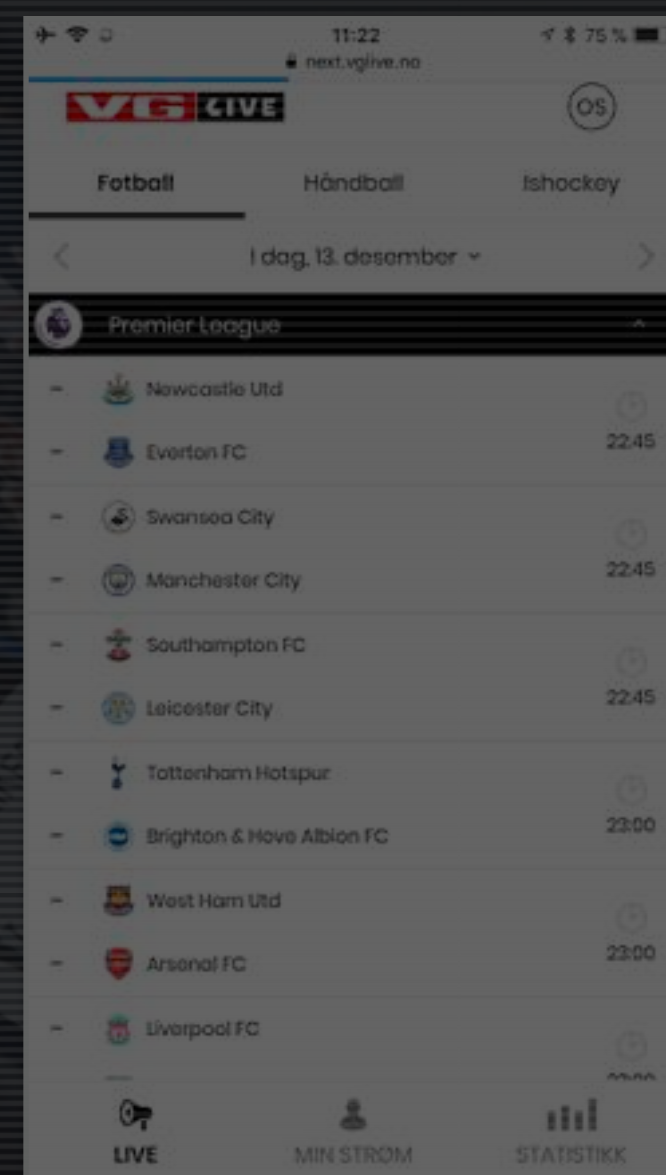 11:22
75 %
next.vglive.no
VG LIVE
OS
Fotball Håndball Ishockey
I dag, 13. desember
Premier League
- Newcastle Utd
22.45
- Everton FC
- Swansea City
22.45
- Manchester City
- Southampton FC
22.45
- Leicester City
- Tottenham Hotspur
23:00
- Brighton & Hove Albion FC
- West Ham Utd
23:00
- Arsenal FC
- Liverpool FC
LIVE MIN STRØM STATISTIKK